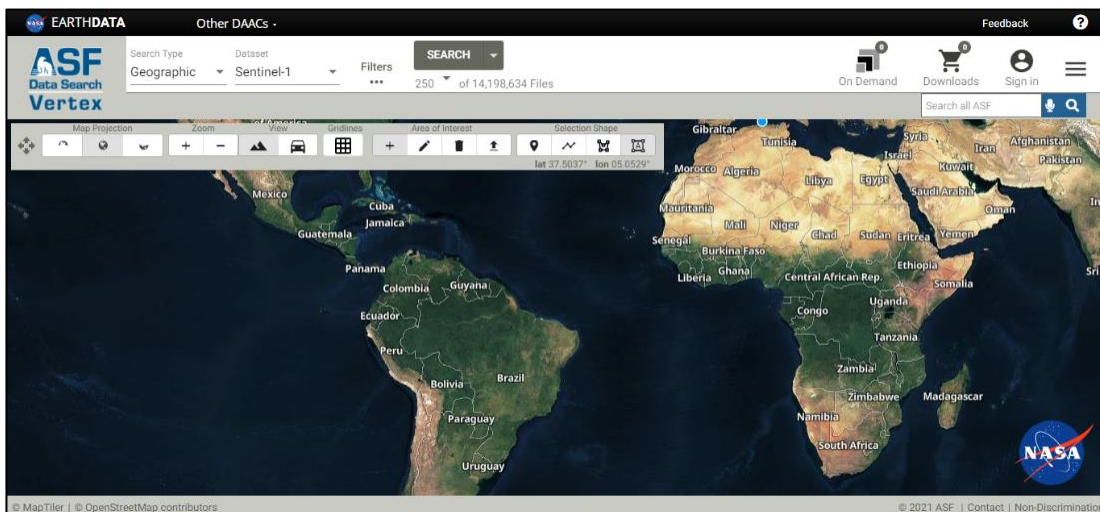 EARTHDATA Other DAACs Feedback ?
ASF
Data Search
Vertex
Search Type Dataset
Geographic Sentinel-1 Filters
SEARCH
250 of 14,198,634 Files
0 0
On Demand Downloads Sign in
Search all ASF
Map Projection Zoom View Gridlines Area of Interest Selection Shape
lat 37.5037° lon 05.0529°
Gibraltar
Tunisia
Syria
Afghanistan
Iran
Israel
Pakistan
Kuwait
Morocco Algeria
Libya Egypt
Saudi Arabia
Mexico
Cuba
Mauritania
Oman
In
Jamaica
Mali Niger
Chad Sudan Eritrea Yemen
Guatemala
Senegal
Burkina Faso
Panama
Liberia Ghana
Central African Rep.
Ethiopia
Sri
Colombia Guyana
Somalia
Uganda
Congo
Ecuador
Tanzania
Peru
Zambia
Bolivia Brazil
Zimbabwe Madagascar
Namibia
Paraguay
South Africa
Uruguay
NASA
© MapTiler | © OpenStreetMap contributors © 2021 ASF | Contact | Non-Discrimination